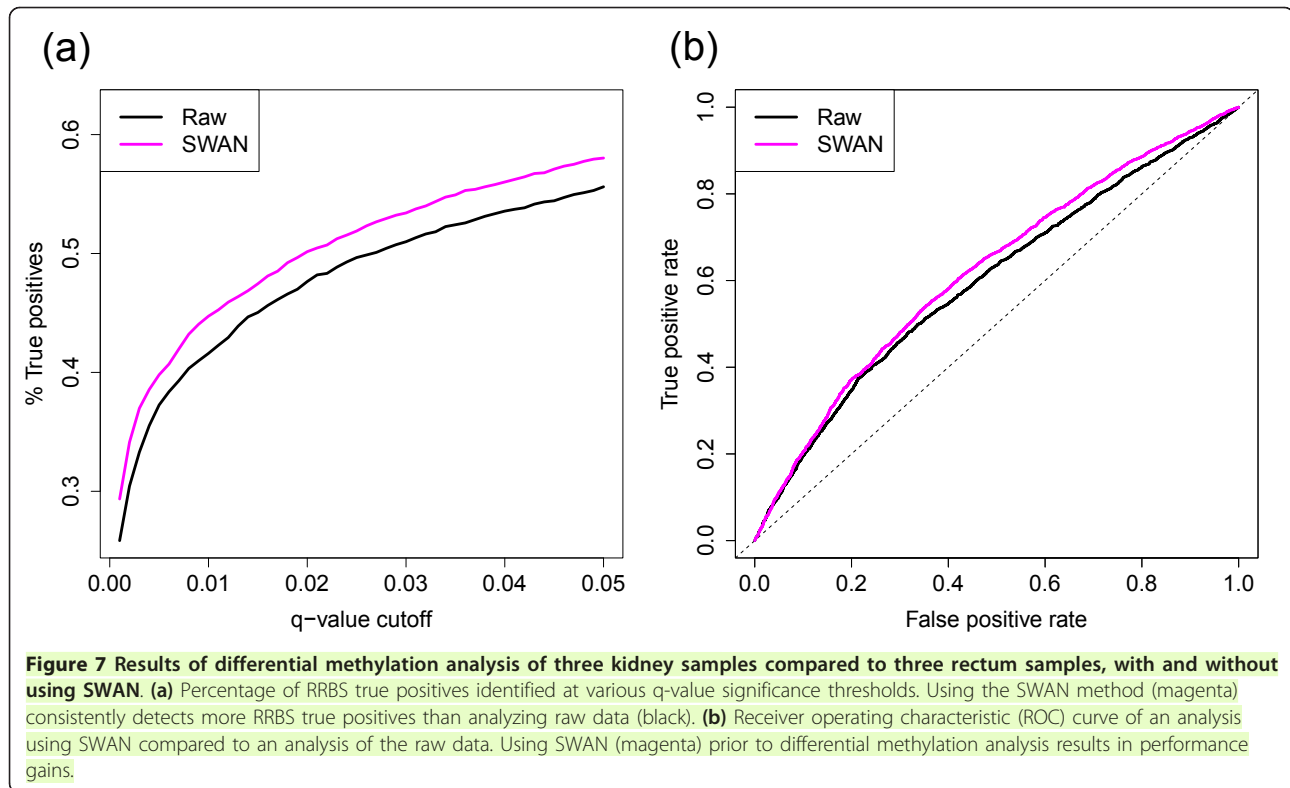 (a)
(b)
Raw
SWAN
% True positives
0.3
0.4
0.5
0.6
0.00
0.01
0.02
0.03
0.04
0.05
q−value cutoff
Raw
SWAN
True positive rate
0.0
0.2
0.4
0.6
0.8
1.0
0.0
0.2
0.4
0.6
0.8
1.0
False positive rate
Figure 7 Results of differential methylation analysis of three kidney samples compared to three rectum samples, with and without
using SWAN. (a) Percentage of RRBS true positives identified at various q-value significance thresholds. Using the SWAN method (magenta)
consistently detects more RRBS true positives than analyzing raw data (black). (b) Receiver operating characteristic (ROC) curve of an analysis
using SWAN compared to an analysis of the raw data. Using SWAN (magenta) prior to differential methylation analysis results in performance
gains.